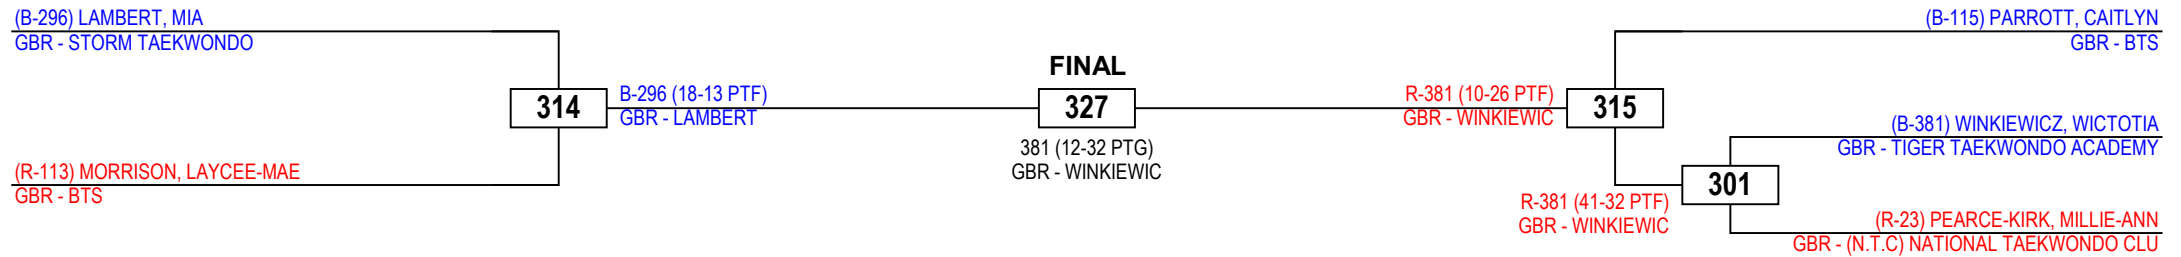 (B-296) LAMBERT, MIA
GBR - STORM TAEKWONDO
(R-113) MORRISON, LAYCEE-MAE
GBR - BTS
314
B-296 (18-13 PTF)
GBR - LAMBERT
FINAL
327
381 (12-32 PTG)
GBR - WINKIEWIC
R-381 (10-26 PTF)
GBR - WINKIEWIC
315
(B-115) PARROTT, CAITLYN
GBR - BTS
(B-381) WINKIEWICZ, WICTOTIA
GBR - TIGER TAEKWONDO ACADEMY
301
R-381 (41-32 PTF)
GBR - WINKIEWIC
(R-23) PEARCE-KIRK, MILLIE-ANN
GBR - (N.T.C) NATIONAL TAEKWONDO CLU